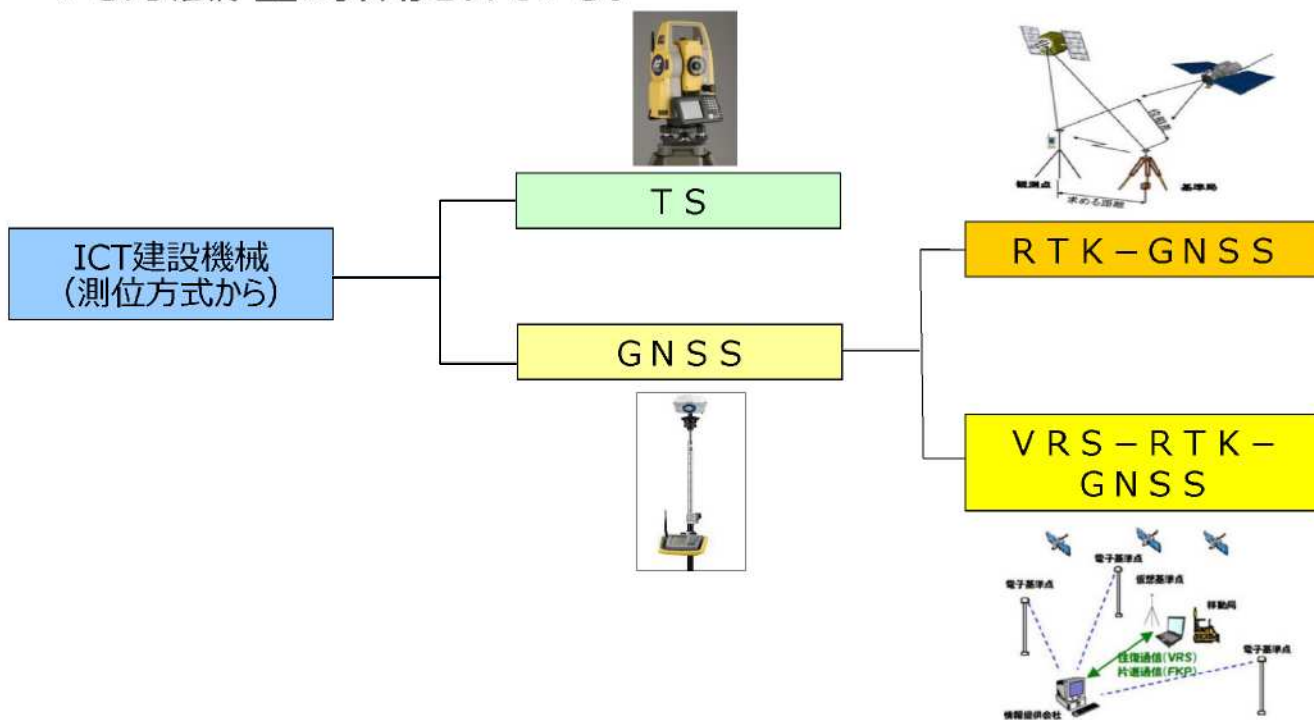 TS
ICT建設機械
(測位方式から)
GNSS
観測点
基準局
位相差
求める距離
RTK-GNSS
VRS-RTK-
GNSS
電子基準点
電子基準点
仮想基準点
移動局
電子基準点
往復通信(VRS)
片道通信(FKP)
情報提供会社